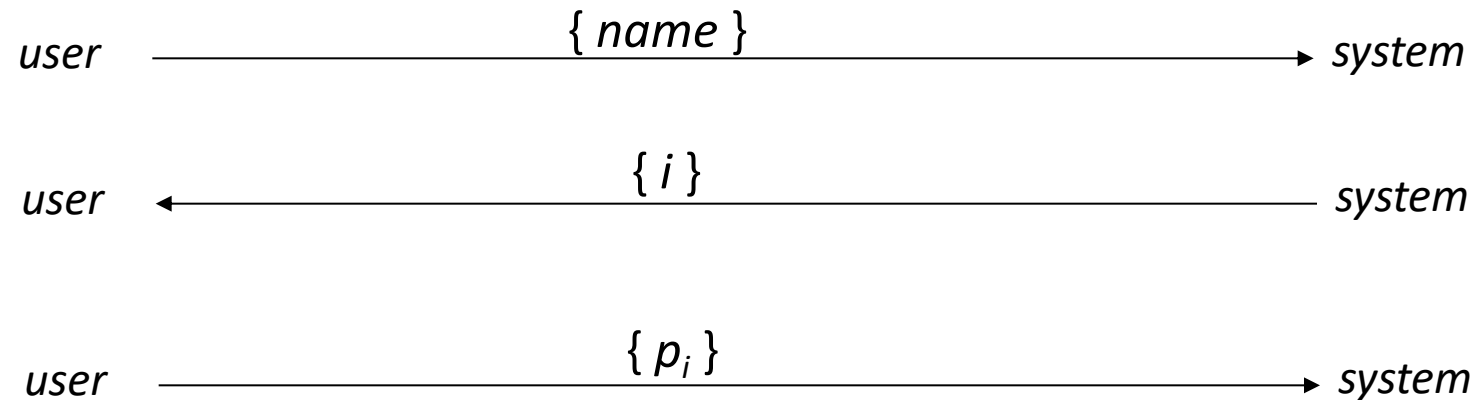 user { name } system
user { i } system
user { pᵢ } system